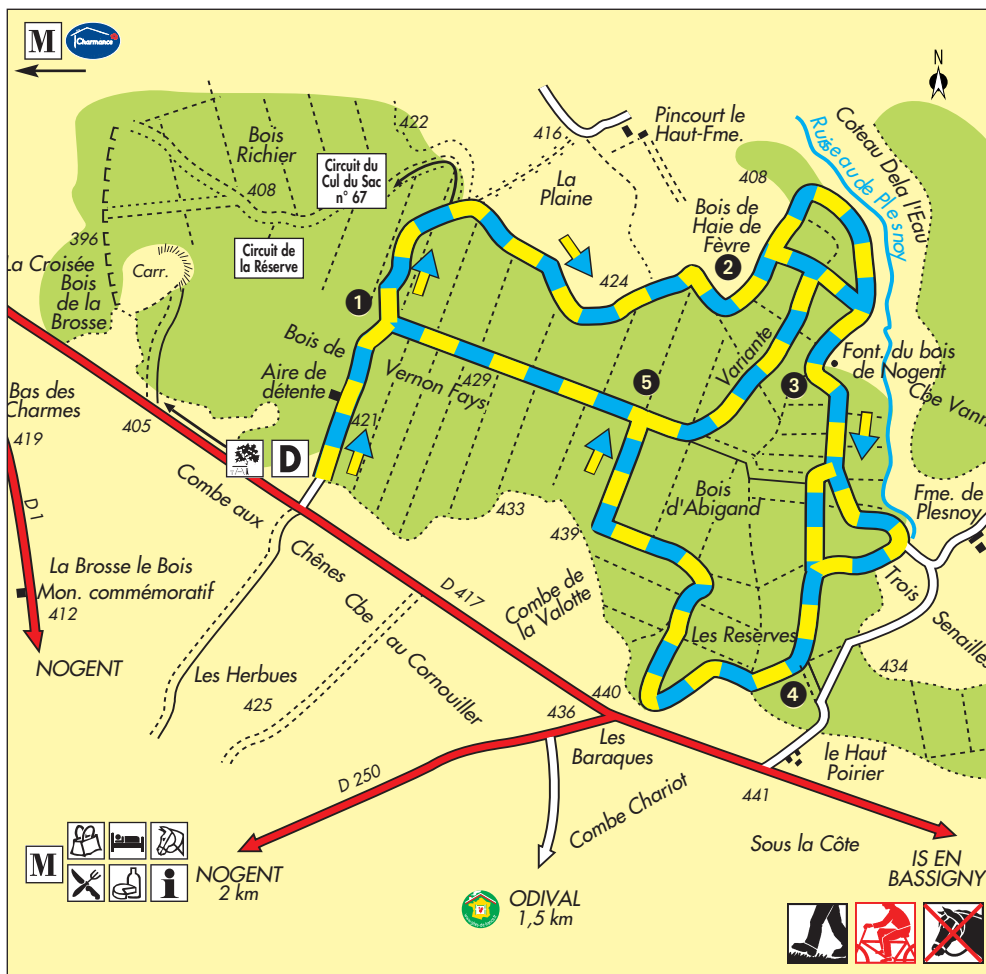 M
Charmance
N
Bois
Richier
422
416
Pincourt le
Haut-Fme.
Circuit du
Cul du Sac
n° 67
408
La
Plaine
408
Coteau Dela l'Eau
Ruisseau de Plesnoy
Bois de
Haie de
Fèvre
396
Circuit de
la Réserve
La Croisée
Bois
de la
Brosse
Carr.
424
2
1
Bois de
Vernon Fays
429
5
Variante
3
Font. du bois
de Nogent
Cbe Vann
Aire de
détente
421
Bas des
Charmes
419
405
D
D 1
Combe aux
Chênes
433
439
Bois
d'Abigand
Fme. de
Plesnoy
La Brosse le Bois
Mon. commémoratif
412
Cbe
au Cornouiller
D 417
Combe de
la Valotte
Trois
Senailles
NOGENT
Les Herbues
425
Les Reserves
434
4
440
436
Les
Baraques
le Haut
Poirier
D 250
441
Combe Chariot
Sous la Côte
M
NOGENT
2 km
ODIVAL
1,5 km
IS EN
BASSIGNY